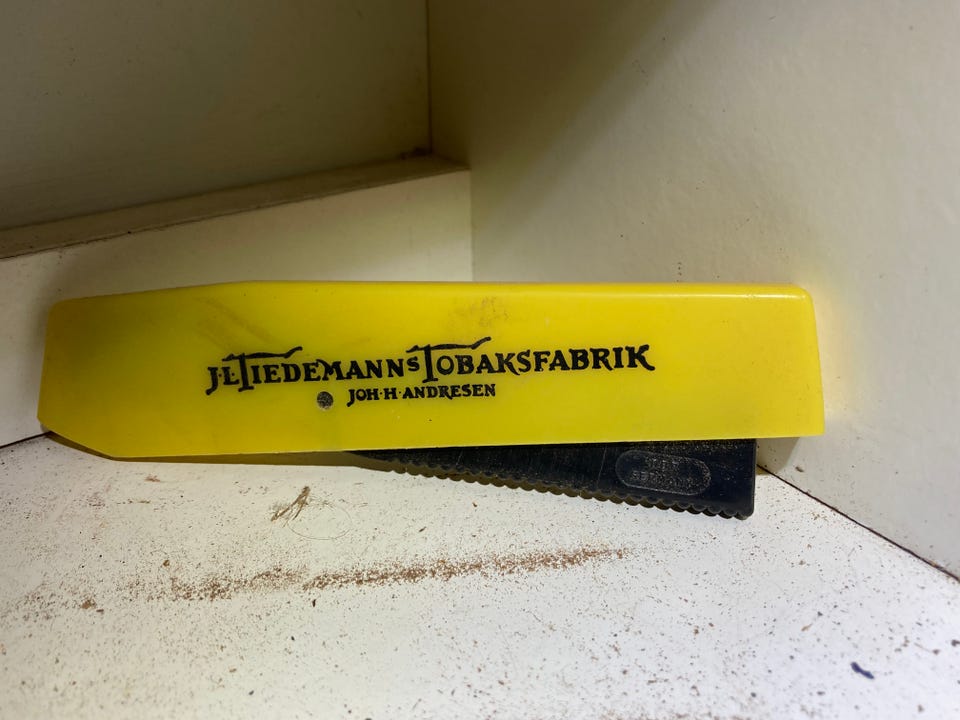 J·L·TIEDEMANNS TOBAKSFABRIK
JOH·H·ANDRESEN